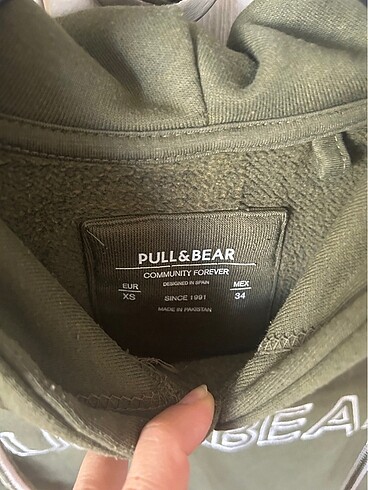 PULL&BEAR
COMMUNITY FOREVER
DESIGNED IN SPAIN
EUR
XS
MEX
34
SINCE 1991
MADE IN PAKISTAN